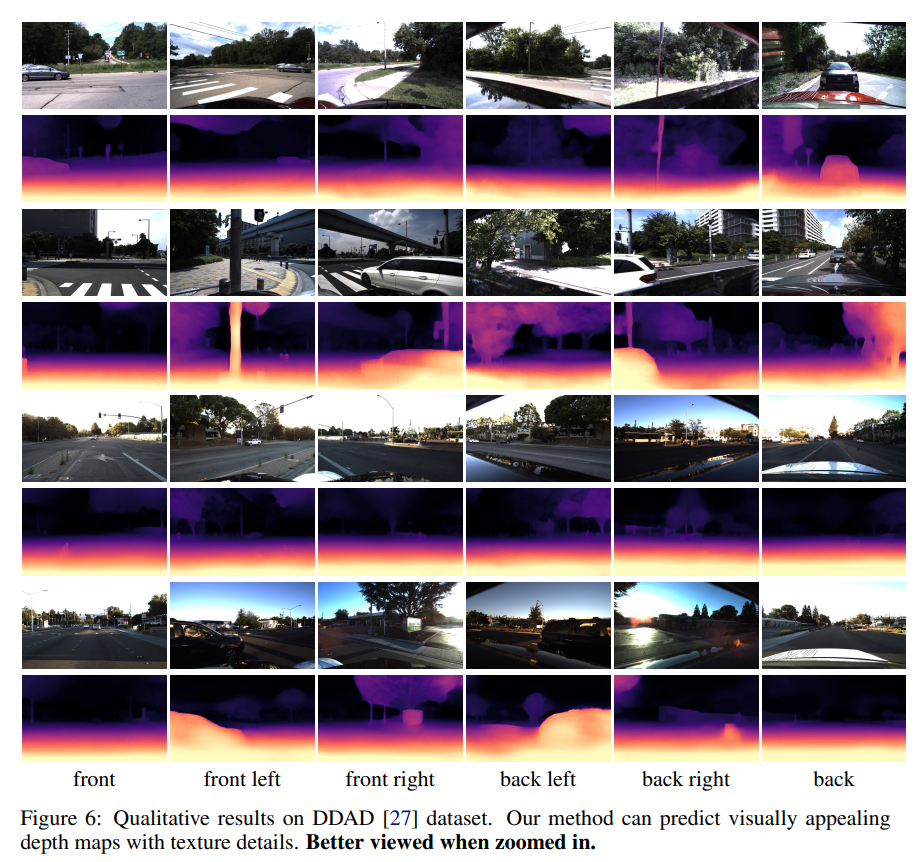 front
front left
front right
back left
back right
back
Figure 6: Qualitative results on DDAD [27] dataset. Our method can predict visually appealing
depth maps with texture details. Better viewed when zoomed in.